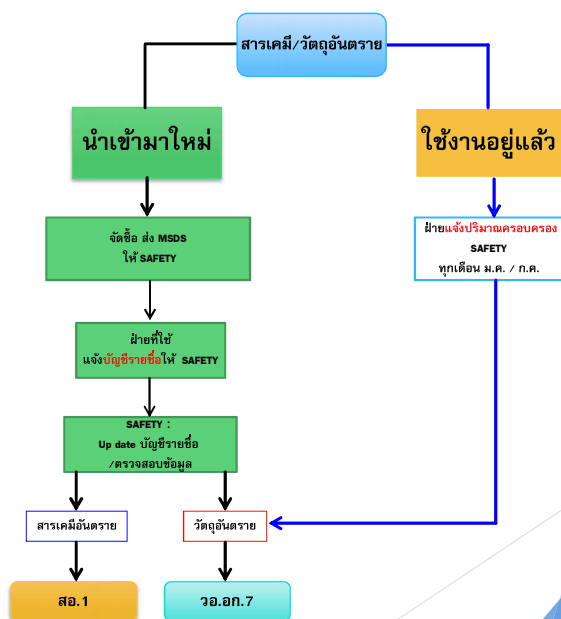 สารเคมี/วัตถุอันตราย
นำเข้ามาใหม่
ใช้งานอยู่แล้ว
จัดซื้อ ส่ง MSDS
ให้ SAFETY
ฝ่ายแจ้งปริมาณครอบครอง
SAFETY
ทุกเดือน ม.ค. / ก.ค.
ฝ่ายที่ใช้
แจ้งบัญชีรายชื่อให้ SAFETY
SAFETY :
Up date บัญชีรายชื่อ
/ตรวจสอบข้อมูล
สารเคมีอันตราย
วัตถุอันตราย
สอ.1
วอ.อก.7